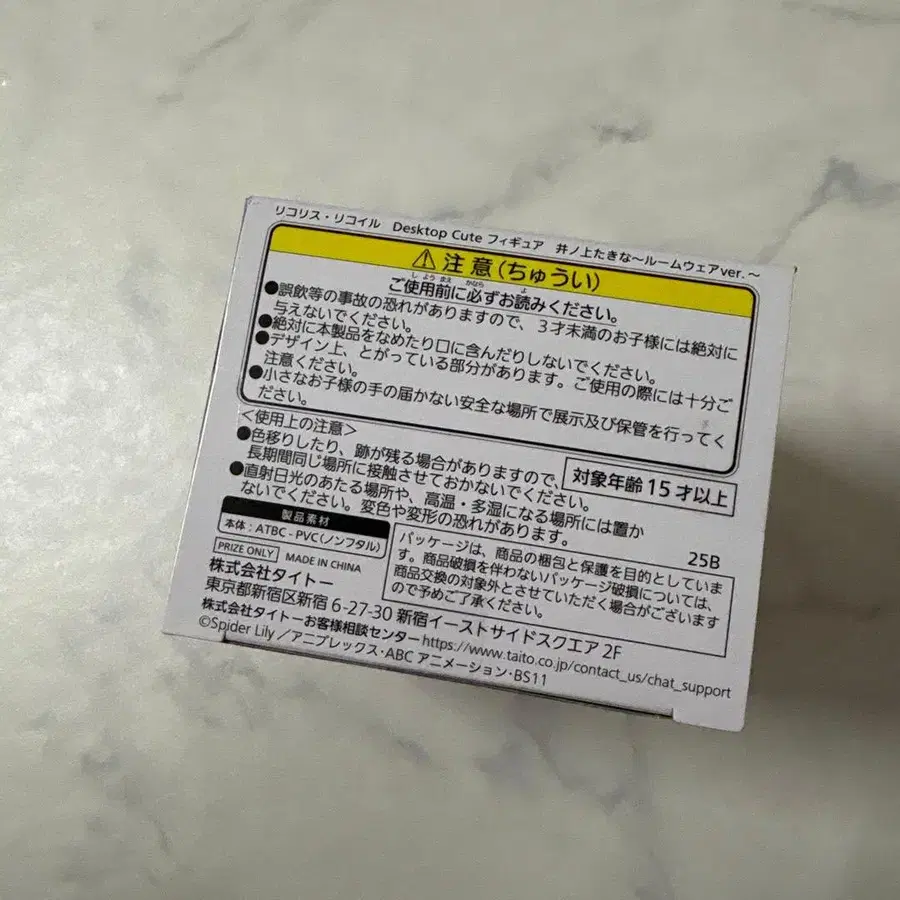 リコリス・リコイル Desktop Cute フィギュア 井ノ上たきな～ルームウェアver.～
⚠注意(ちゅうい)
ご使用前に必ずお読みください。
●誤飲等の事故の恐れがありますので、3才未満のお子様には絶対に
与えないでください。
●絶対に本製品をなめたり口に含んだりしないでください。
●デザイン上、とがっている部分があります。ご使用の際には十分ご
注意ください。
●小さなお子様の手の届かない安全な場所で展示及び保管を行ってく
ださい。
＜使用上の注意＞
●色移りしたり、跡が残る場合がありますので、
長期間同じ場所に接触させておかないでください。
●直射日光のあたる場所や、高温・多湿になる場所には置か
ないでください。変色や変形の恐れがあります。
対象年齢15才以上
製品素材
本体：ATBC-PVC(ノンフタル)
PRIZE ONLY MADE IN CHINA
25B
パッケージは、商品の梱包と保護を目的としていま
す。商品破損を伴わないパッケージ破損については、
商品交換の対象外とさせていただく場合がございます
ので予めご了承ください。
株式会社タイトー
東京都新宿区新宿6-27-30 新宿イーストサイドスクエア2F
株式会社タイトーお客様相談センターhttps://www.taito.co.jp/contact_us/chat_support
©Spider Lily／アニプレックス・ABCアニメーション・BS11